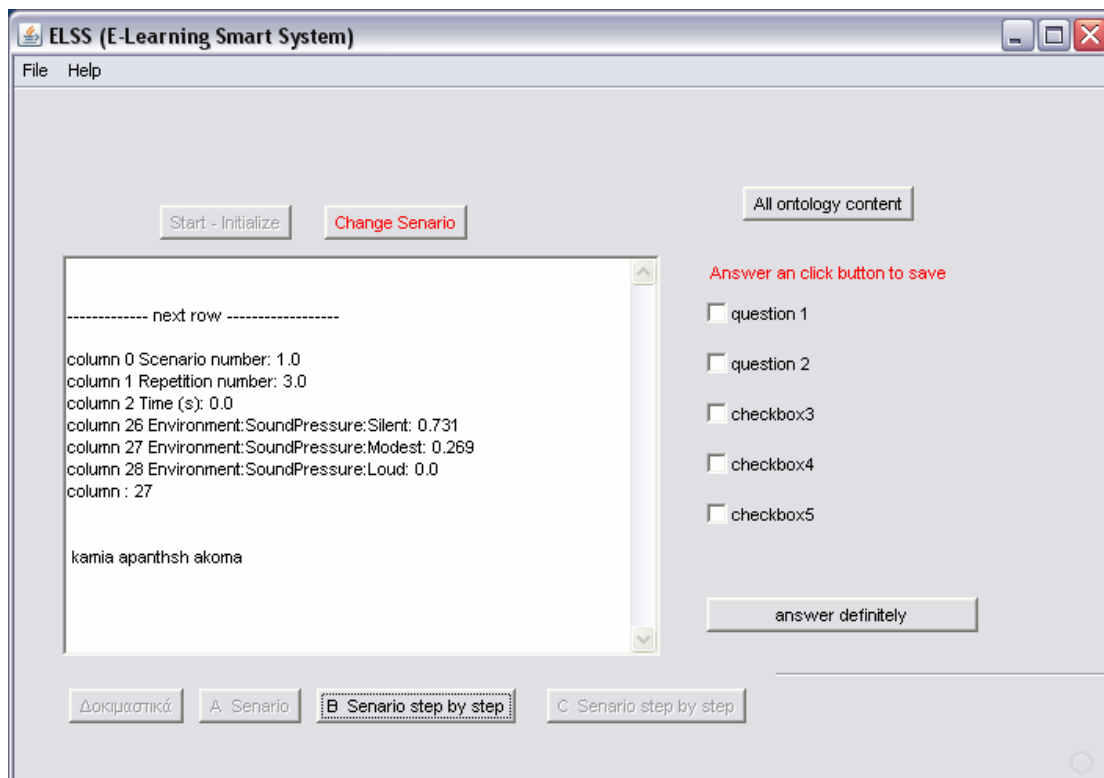 ELSS (E-Learning Smart System)
File Help
All ontology content
Start - Initialize
Change Senario
Answer an click button to save
------------- next row ------------------
column 0 Scenario number: 1.0
column 1 Repetition number: 3.0
column 2 Time (s): 0.0
column 26 Environment:SoundPressure:Silent: 0.731
column 27 Environment:SoundPressure:Modest: 0.269
column 28 Environment:SoundPressure:Loud: 0.0
column : 27
kamia apanthsh akoma
question 1
question 2
checkbox3
checkbox4
checkbox5
answer definitely
Δοκιμαστικά
A Senario
B Senario step by step
C Senario step by step